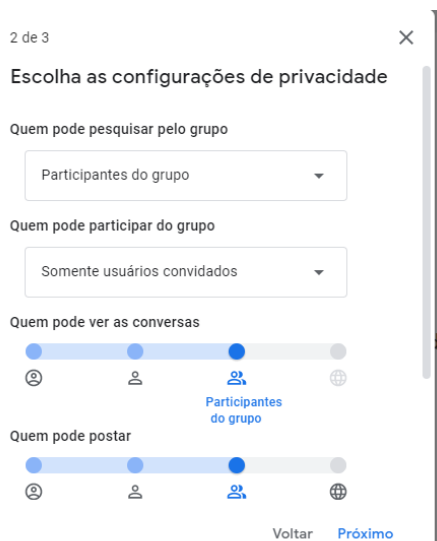 2 de 3
Escolha as configurações de privacidade
Quem pode pesquisar pelo grupo
Participantes do grupo
Quem pode participar do grupo
Somente usuários convidados
Quem pode ver as conversas
Participantes
do grupo
Quem pode postar
Voltar Próximo